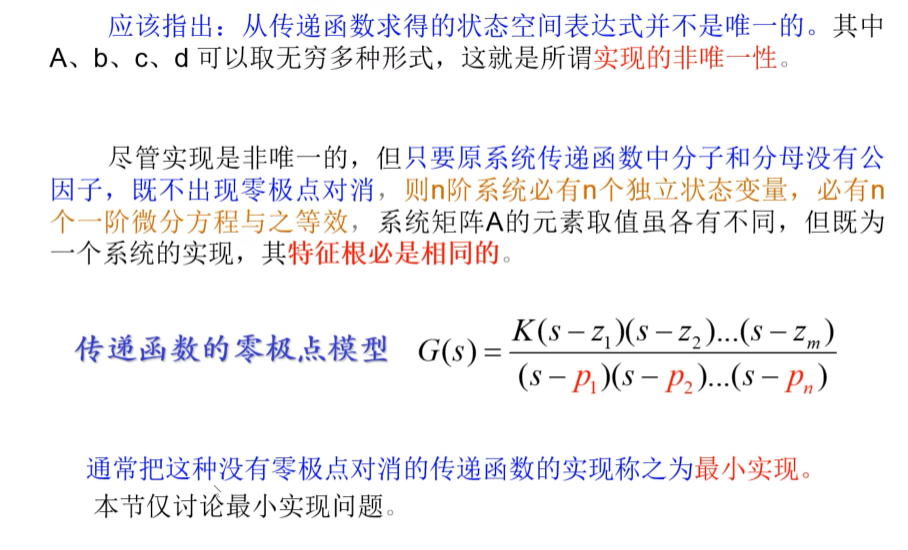 应该指出：从传递函数求得的状态空间表达式并不是唯一的。其中
A、b、c、d 可以取无穷多种形式，这就是所谓实现的非唯一性。
尽管实现是非唯一的，但只要原系统传递函数中分子和分母没有公
因子，既不出现零极点对消，则n阶系统必有n个独立状态变量，必有n
个一阶微分方程与之等效，系统矩阵A的元素取值虽各有不同，但既为
一个系统的实现，其特征根必是相同的。
传递函数的零极点模型 G(s) = \frac{K(s-z_1)(s-z_2)...(s-z_m)}{(s-p_1)(s-p_2)...(s-p_n)}
通常把这种没有零极点对消的传递函数的实现称之为最小实现。
本节仅讨论最小实现问题。